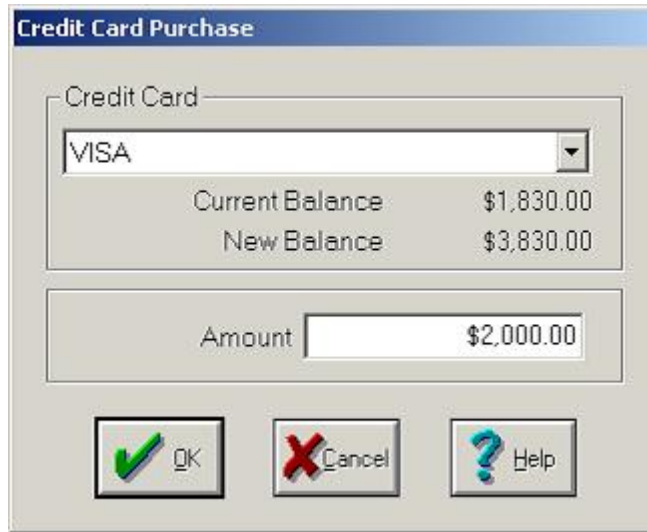 Credit Card Purchase
Credit Card
VISA
Current Balance $1,830.00
New Balance $3,830.00
Amount $2,000.00
OK Cancel Help